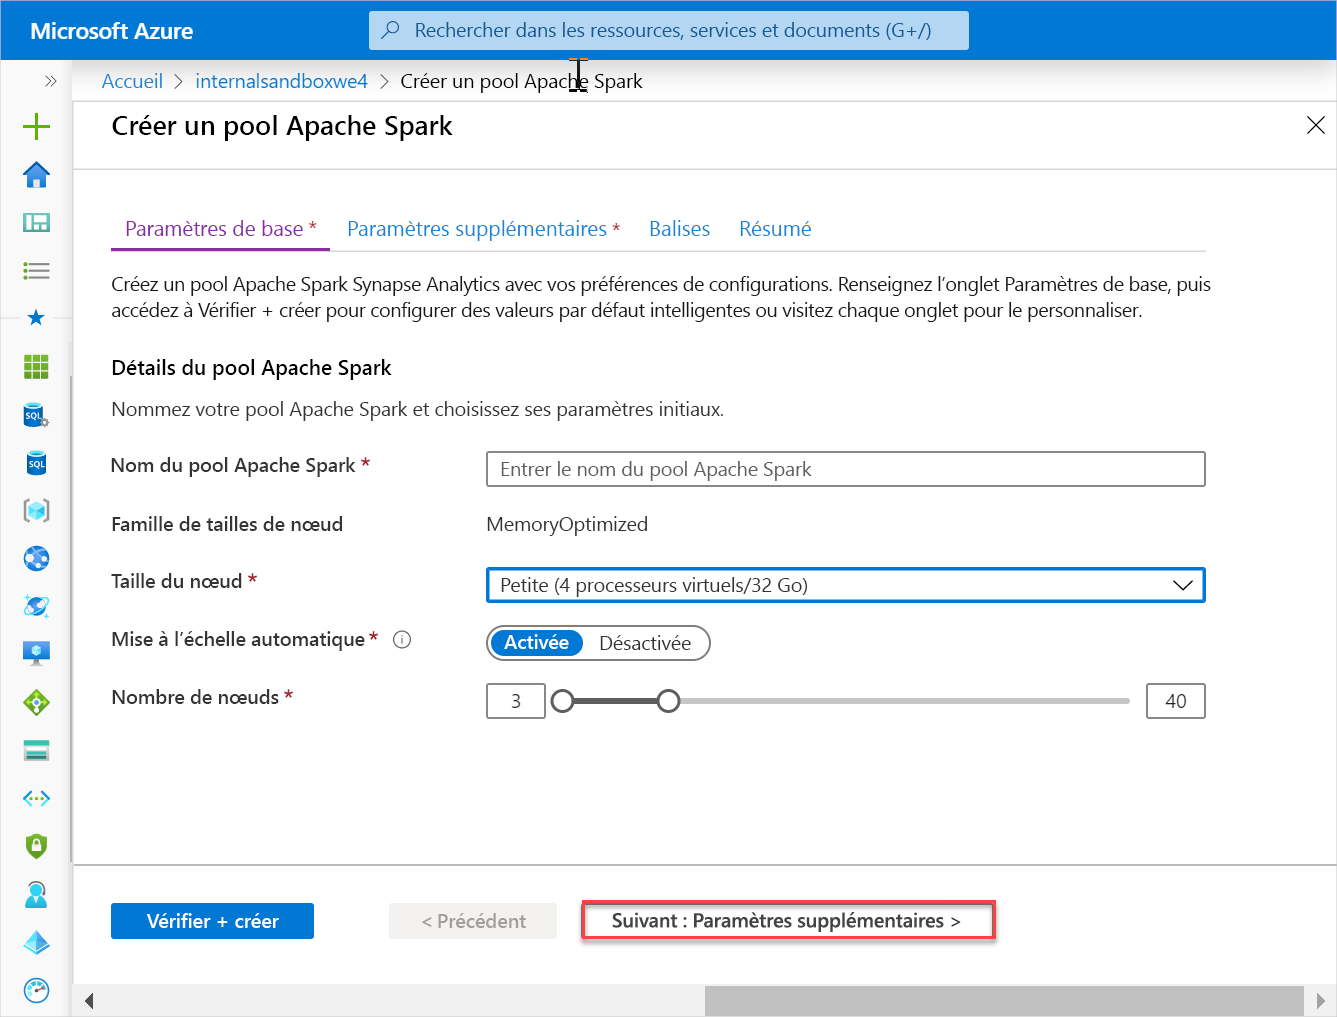 Microsoft Azure
Rechercher dans les ressources, services et documents (G+/)
Accueil > internalsandboxwe4 > Créer un pool Apache Spark
Créer un pool Apache Spark
Paramètres de base * Paramètres supplémentaires * Balises Résumé
Créez un pool Apache Spark Synapse Analytics avec vos préférences de configurations. Renseignez l’onglet Paramètres de base, puis
accédez à Vérifier + créer pour configurer des valeurs par défaut intelligentes ou visitez chaque onglet pour le personnaliser.
Détails du pool Apache Spark
Nommez votre pool Apache Spark et choisissez ses paramètres initiaux.
Nom du pool Apache Spark * Entrer le nom du pool Apache Spark
Famille de tailles de nœud MemoryOptimized
Taille du nœud * Petite (4 processeurs virtuels/32 Go)
Mise à l’échelle automatique * Activée Désactivée
Nombre de nœuds * 3 40
Vérifier + créer < Précédent Suivant : Paramètres supplémentaires >
SQL
SQL